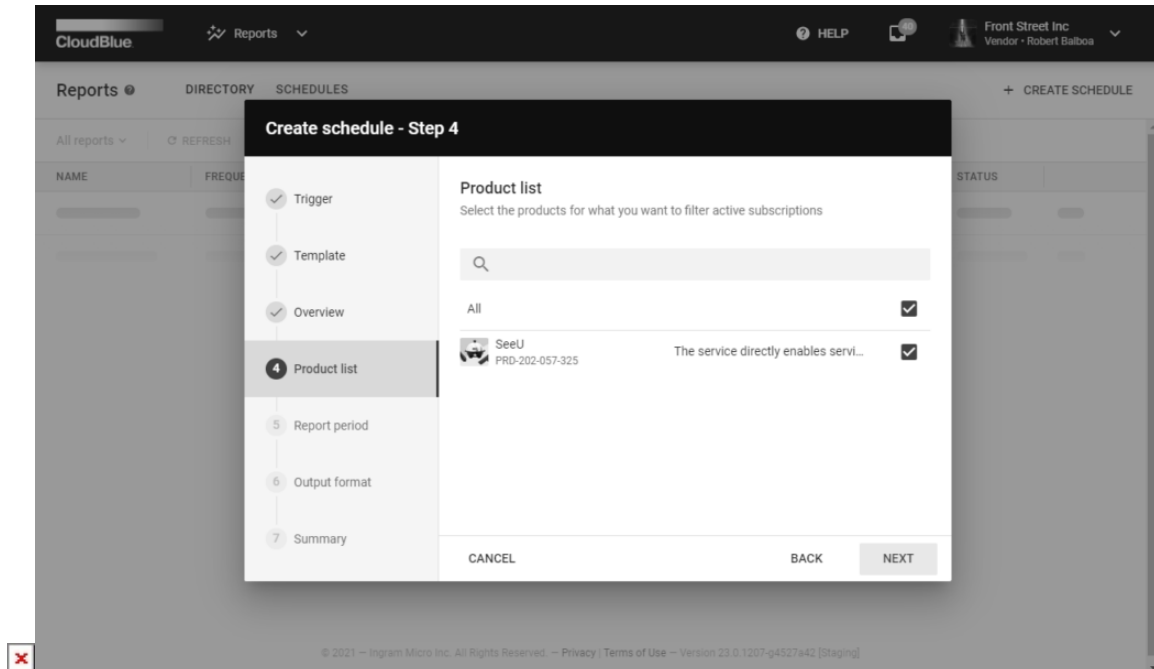 CloudBlue
Reports
HELP
40
Front Street Inc
Vendor • Robert Balboa
Reports
DIRECTORY
SCHEDULES
+ CREATE SCHEDULE
All reports
REFRESH
NAME
FREQUE
STATUS
Create schedule - Step 4
Trigger
Template
Overview
4 Product list
5 Report period
6 Output format
7 Summary
Product list
Select the products for what you want to filter active subscriptions
All
SeeU
PRD-202-057-325
The service directly enables servi...
CANCEL
BACK
NEXT
© 2021 — Ingram Micro Inc. All Rights Reserved. — Privacy | Terms of Use — Version 23.0.1207-g4527a42 [Staging]